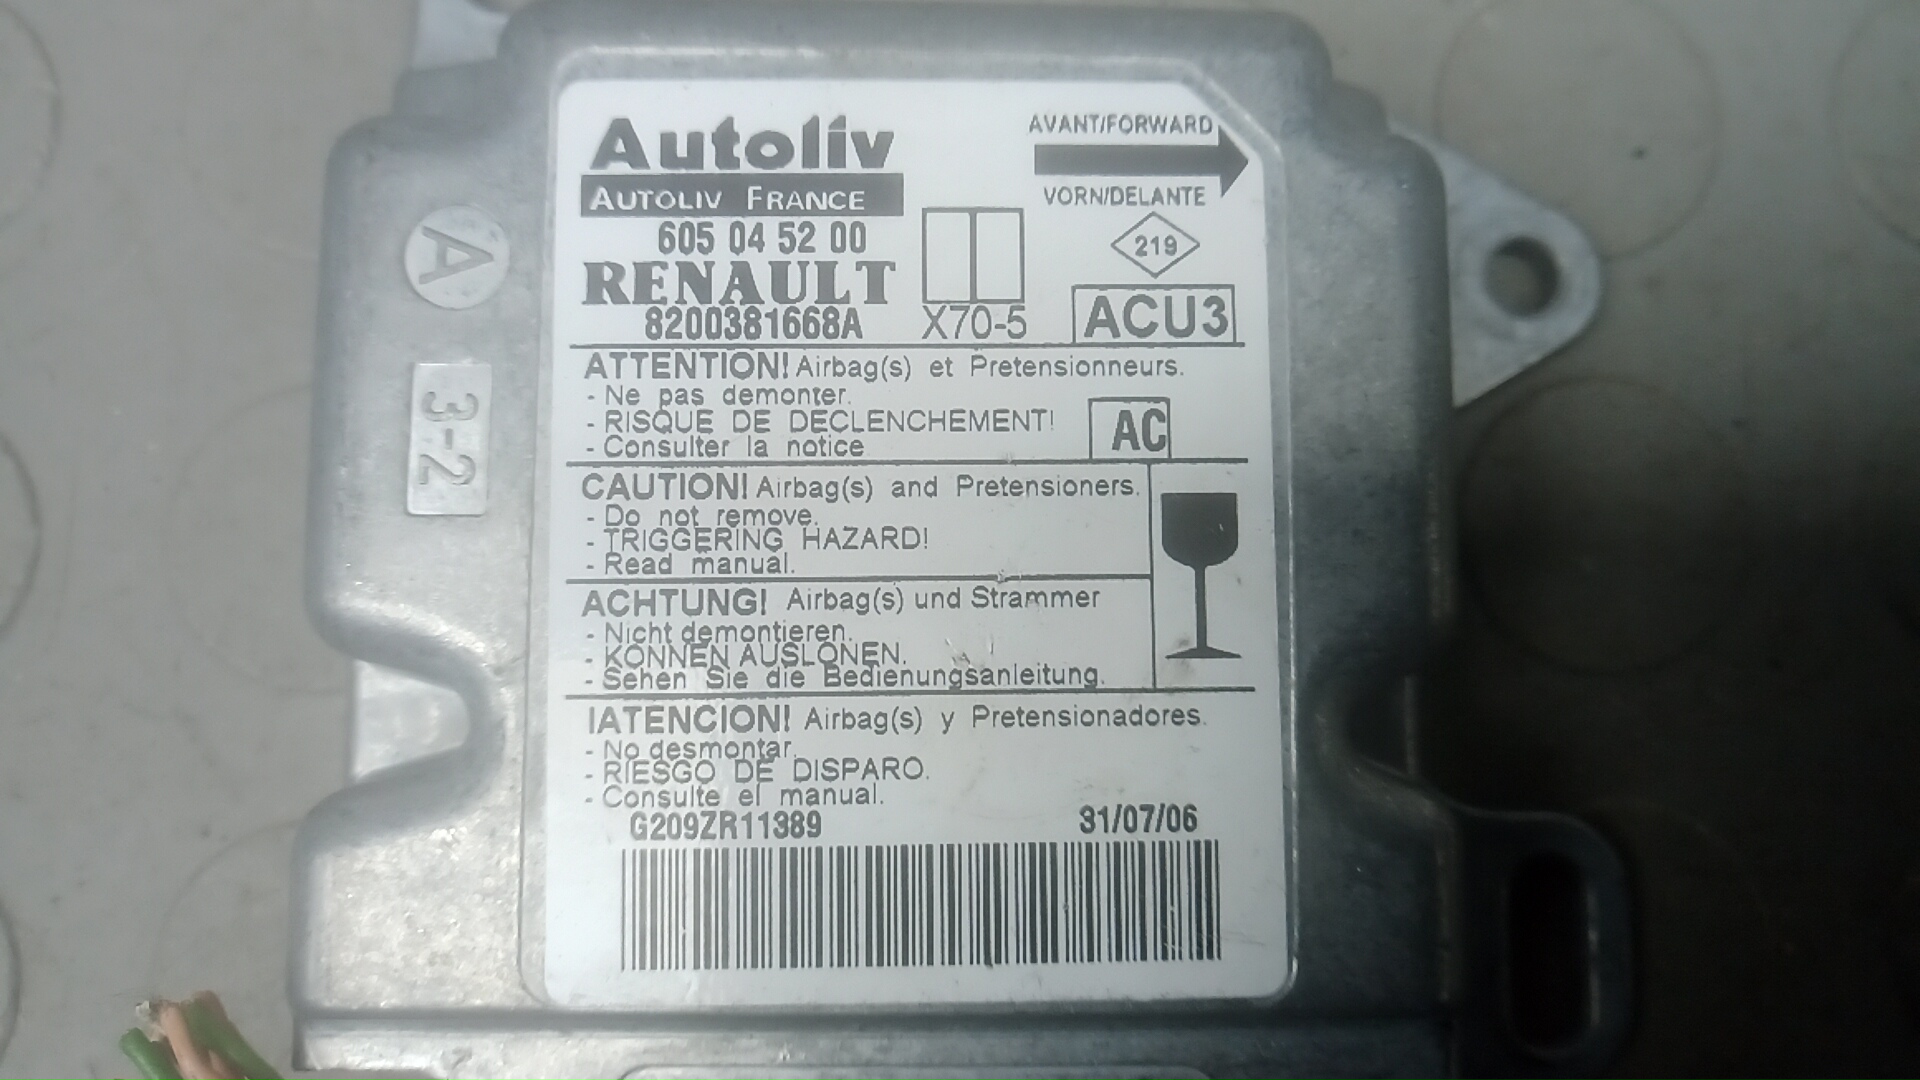 Autoliv
AUTOLIV FRANCE
605 04 52 00
RENAULT
8200381668A
X70-5
AVANT/FORWARD
VORN/DELANTE
219
ACU3
ATTENTION! Airbag(s) et Pretensionneurs.
- Ne pas demonter.
- RISQUE DE DECLENCHEMENT!
- Consulter la notice
AC
CAUTION! Airbag(s) and Pretensioners.
- Do not remove.
- TRIGGERING HAZARD!
- Read manual.
ACHTUNG! Airbag(s) und Strammer
- Nicht demontieren.
- KONNEN AUSLONEN.
- Sehen Sie die Bedienungsanleitung.
IATENCION! Airbag(s) y Pretensionadores.
- No desmontar.
- RIESGO DE DISPARO.
- Consulte el manual.
G209ZR11389 31/07/06
A
3-2